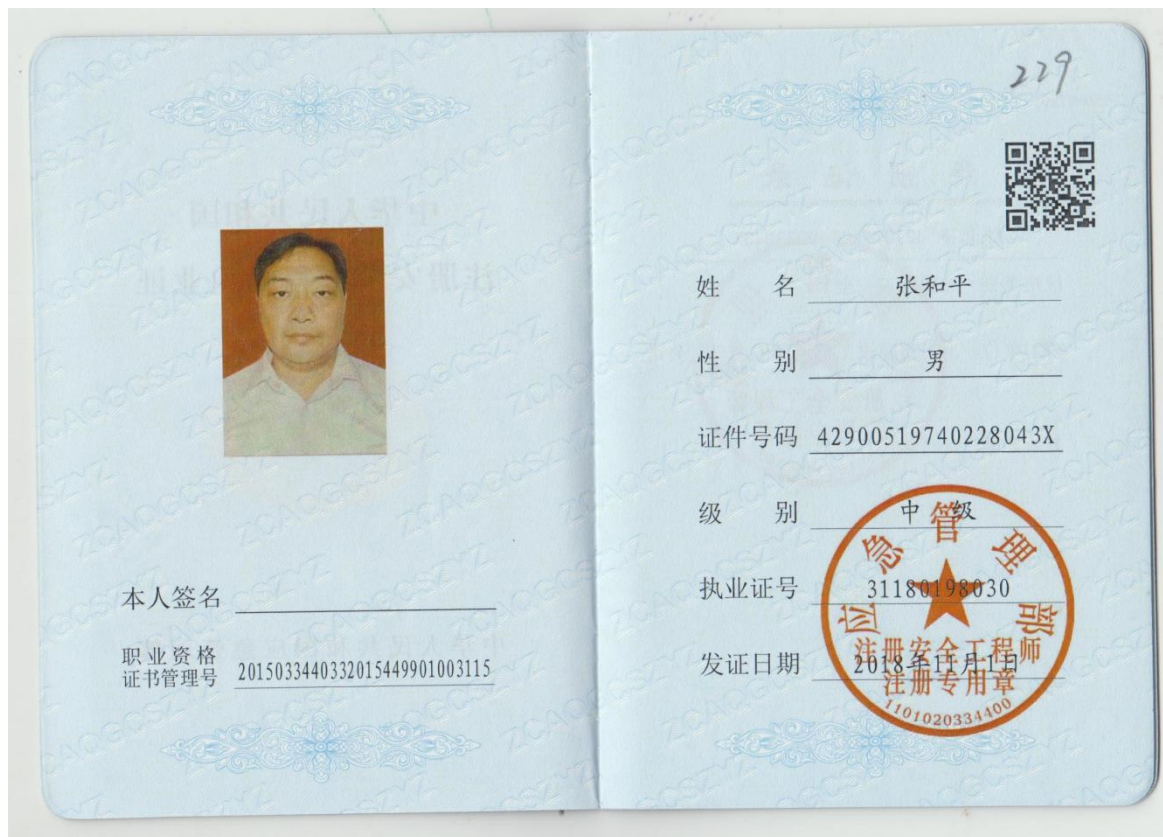 本人签名
职业资格
证书管理号 2015033440332015449901003115
229
姓 名 张和平
性 别 男
证件号码 42900519740228043X
级 别 中 级
执业证号 31180198030
发证日期 2018年11月1日
应急管理部
注册安全工程师
注册专用章
1101020334400